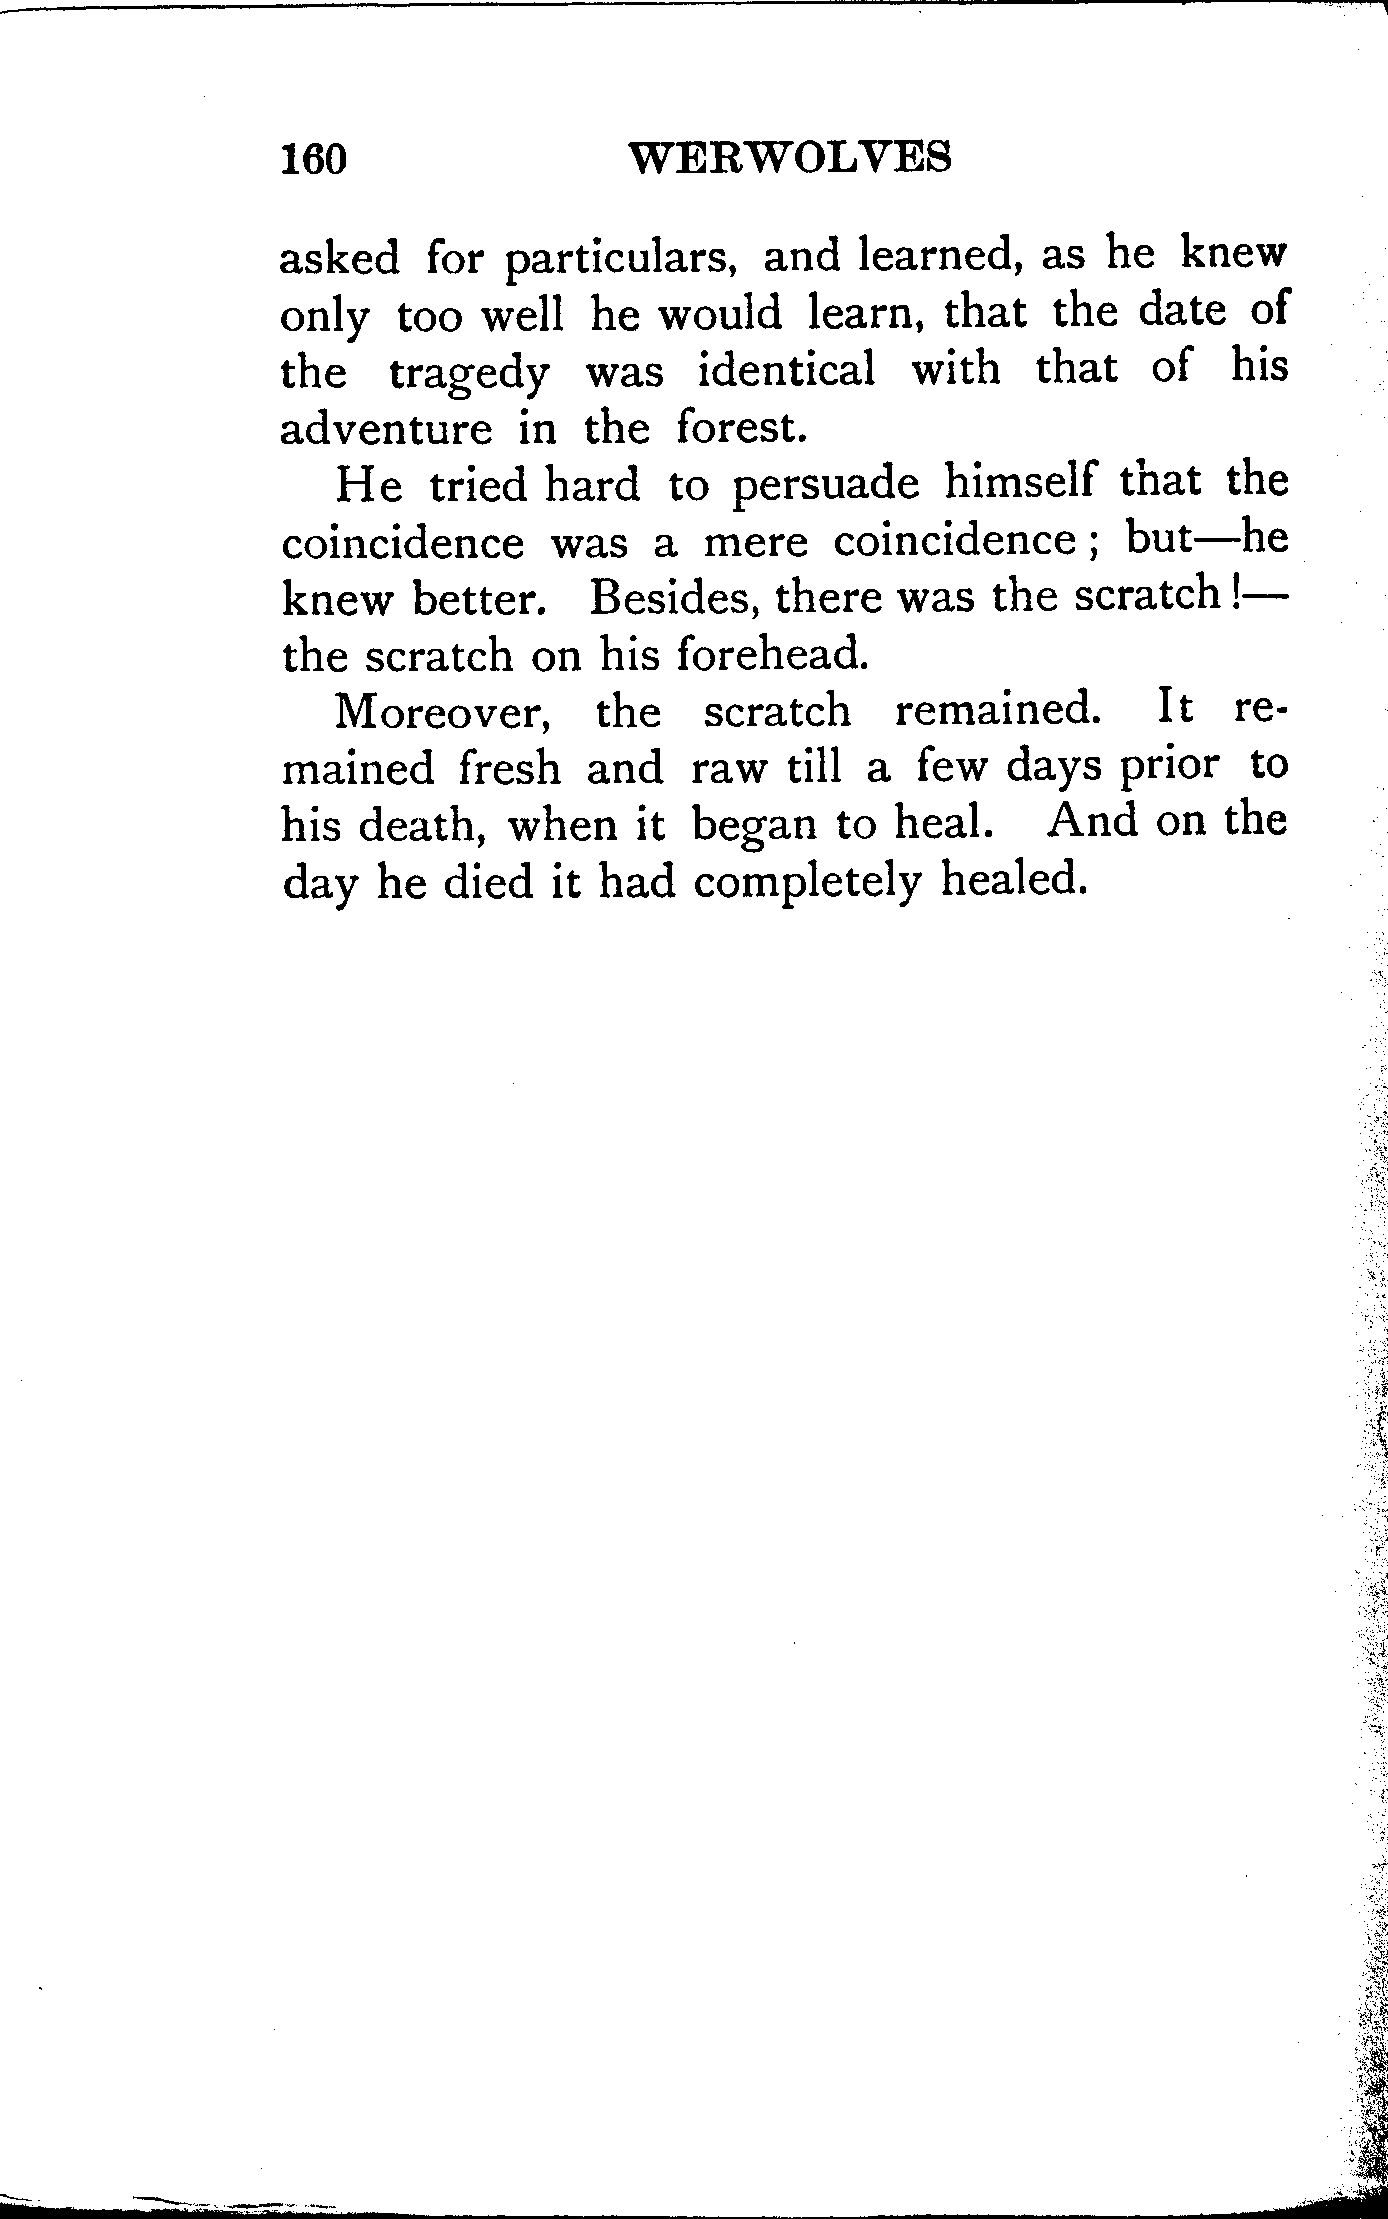 160 WERWOLVES
asked for particulars, and learned, as he knew
only too well he would learn, that the date of
the tragedy was identical with that of his
adventure in the forest.
He tried hard to persuade himself that the
coincidence was a mere coincidence ; but—he
knew better. Besides, there was the scratch !—
the scratch on his forehead.
Moreover, the scratch remained. It re-
mained fresh and raw till a few days prior to
his death, when it began to heal. And on the
day he died it had completely healed.